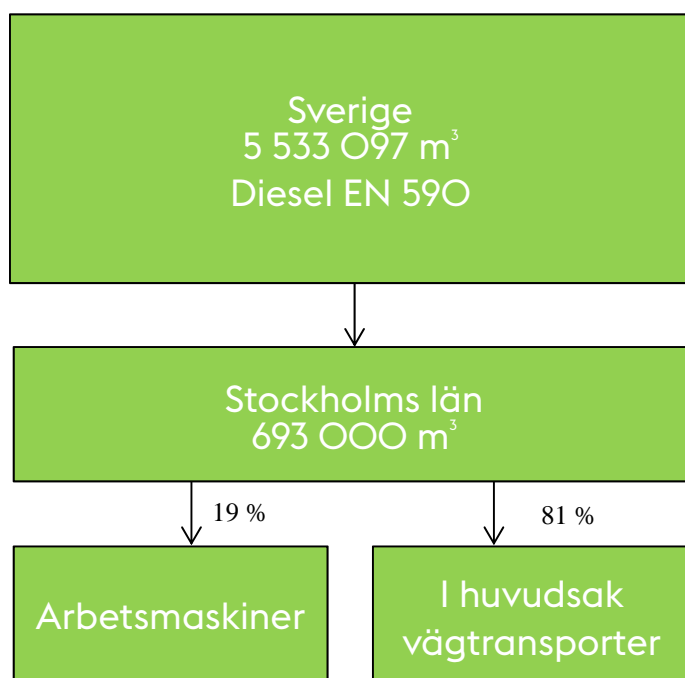 Sverige
5 533 097 m³
Diesel EN 590
Stockholms län
693 000 m³
19 %
81 %
Arbetsmaskiner
I huvudsak
vägtransporter